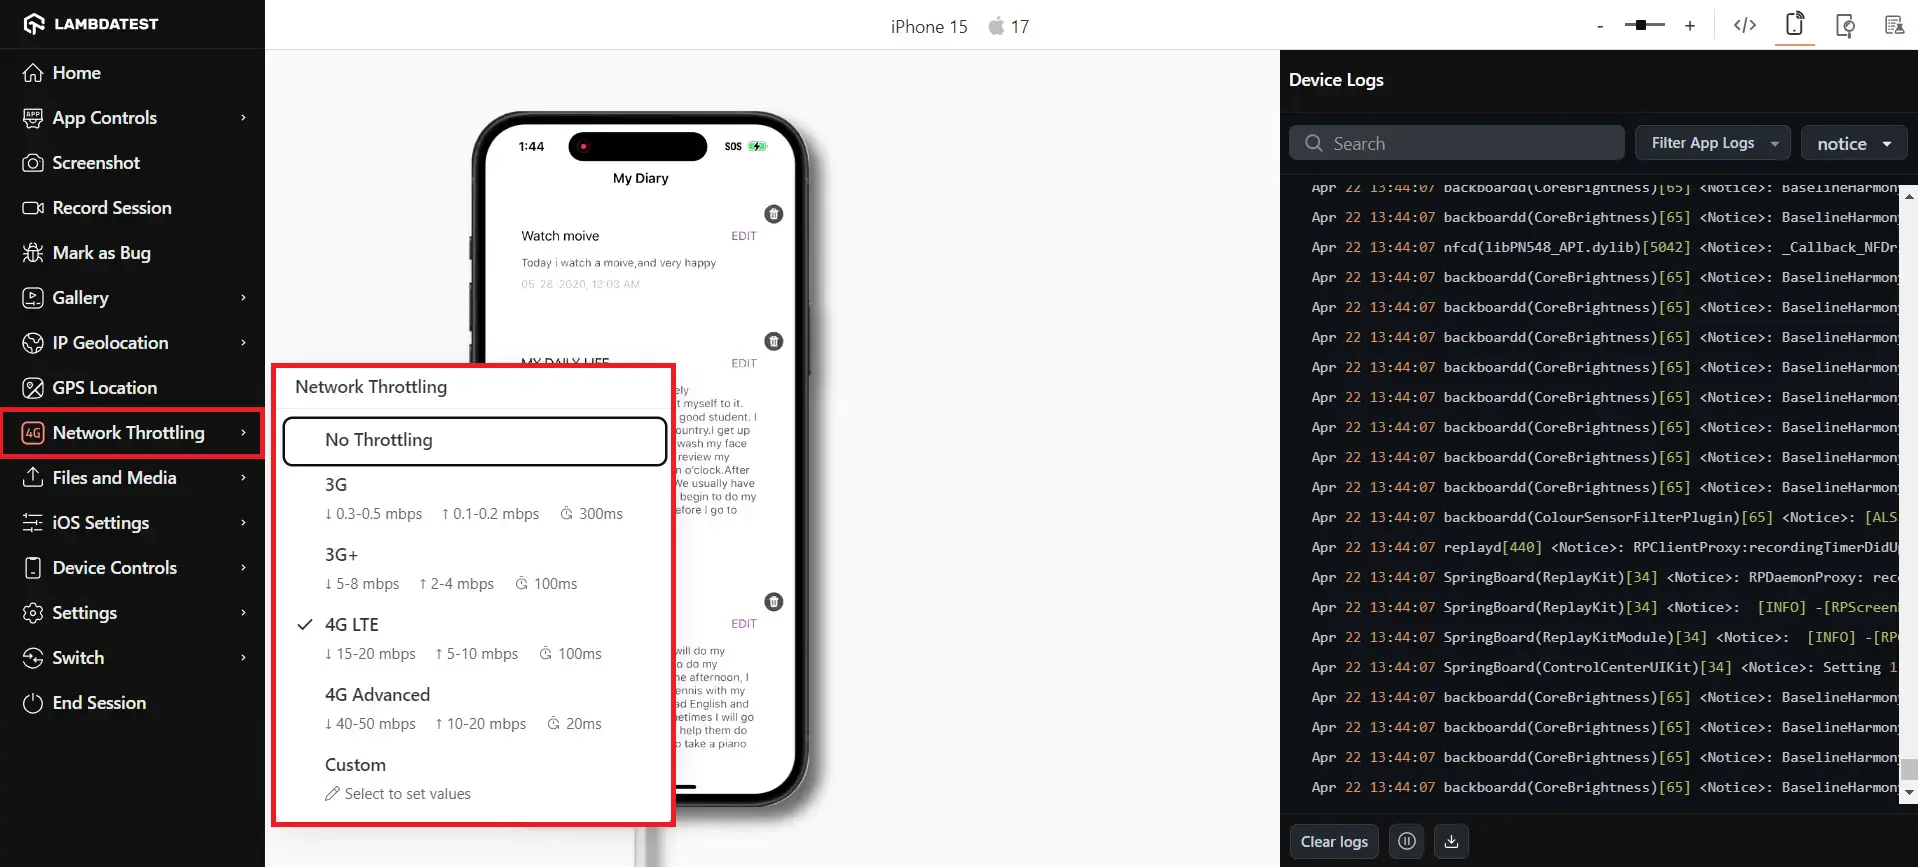 LAMBDATEST
Home
App Controls
Screenshot
Record Session
Mark as Bug
Gallery
IP Geolocation
GPS Location
4G Network Throttling
Files and Media
iOS Settings
Device Controls
Settings
Switch
End Session
iPhone 15 17
- +
1:44 SOS
My Diary
Watch moive EDIT
Today i watch a moive,and very happy
05-28-2020, 12:03 AM
MY DAILY LIFE EDIT
ely
t myself to it.
good student. I
ountry.I get up
wash my face
review my
n o'clock.After
We usually have
begin to do my
efore I go to
EDIT
will do my
o do my
ne afternoon, I
ennis with my
ad English and
netimes I will go
help them do
o take a piano
Network Throttling
No Throttling
3G
↓ 0.3-0.5 mbps ↑ 0.1-0.2 mbps 300ms
3G+
↓ 5-8 mbps ↑ 2-4 mbps 100ms
4G LTE
↓ 15-20 mbps ↑ 5-10 mbps 100ms
4G Advanced
↓ 40-50 mbps ↑ 10-20 mbps 20ms
Custom
Select to set values
Device Logs
Search
Filter App Logs
notice
Apr 22 13:44:07 backboardd(CoreBrightness)[65] <Notice>: BaselineHarmony
Apr 22 13:44:07 backboardd(CoreBrightness)[65] <Notice>: BaselineHarmony
Apr 22 13:44:07 nfcd(libPN548_API.dylib)[5042] <Notice>: _Callback_NFDr
Apr 22 13:44:07 backboardd(CoreBrightness)[65] <Notice>: BaselineHarmony
Apr 22 13:44:07 backboardd(CoreBrightness)[65] <Notice>: BaselineHarmony
Apr 22 13:44:07 backboardd(CoreBrightness)[65] <Notice>: BaselineHarmony
Apr 22 13:44:07 backboardd(CoreBrightness)[65] <Notice>: BaselineHarmony
Apr 22 13:44:07 backboardd(CoreBrightness)[65] <Notice>: BaselineHarmony
Apr 22 13:44:07 backboardd(CoreBrightness)[65] <Notice>: BaselineHarmony
Apr 22 13:44:07 backboardd(CoreBrightness)[65] <Notice>: BaselineHarmony
Apr 22 13:44:07 backboardd(CoreBrightness)[65] <Notice>: BaselineHarmony
Apr 22 13:44:07 backboardd(ColourSensorFilterPlugin)[65] <Notice>: [ALS
Apr 22 13:44:07 replayd[440] <Notice>: RPClientProxy:recordingTimerDidUp
Apr 22 13:44:07 SpringBoard(ReplayKit)[34] <Notice>: RPDaemonProxy: rec
Apr 22 13:44:07 SpringBoard(ReplayKit)[34] <Notice>: [INFO] -[RPScreen
Apr 22 13:44:07 SpringBoard(ReplayKitModule)[34] <Notice>: [INFO] -[RP
Apr 22 13:44:07 SpringBoard(ControlCenterUIKit)[34] <Notice>: Setting 1
Apr 22 13:44:07 backboardd(CoreBrightness)[65] <Notice>: BaselineHarmony
Apr 22 13:44:07 backboardd(CoreBrightness)[65] <Notice>: BaselineHarmony
Apr 22 13:44:07 backboardd(CoreBrightness)[65] <Notice>: BaselineHarmony
Apr 22 13:44:07 backboardd(CoreBrightness)[65] <Notice>: BaselineHarmony
Clear logs